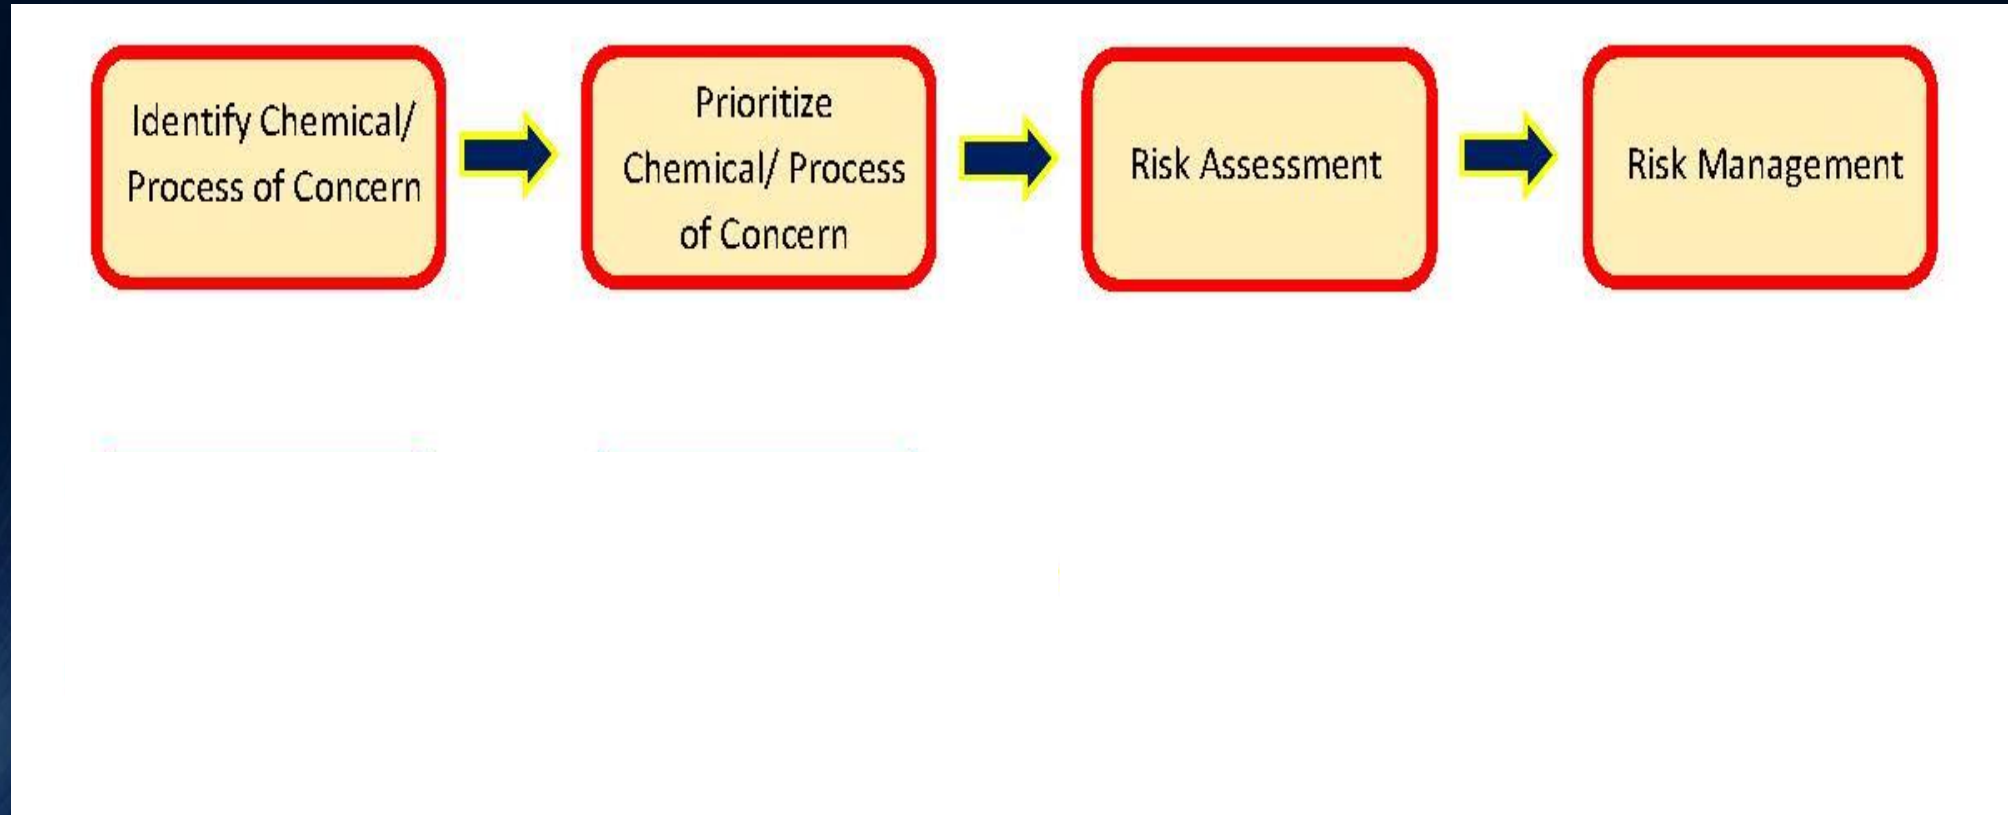 Identify Chemical/
Process of Concern
Prioritize
Chemical/ Process
of Concern
Risk Assessment
Risk Management